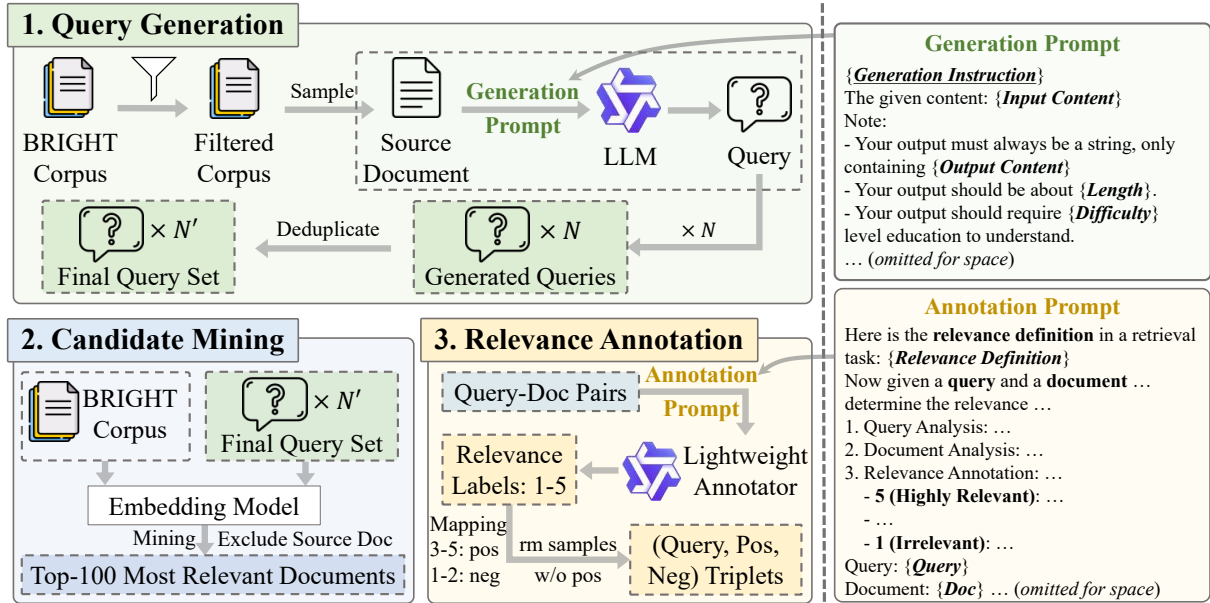 1. Query Generation
BRIGHT
Corpus
Filtered
Corpus
Sample
Source
Document
Generation
Prompt
LLM
Query
× N
× N
Generated Queries
Deduplicate
× N′
Final Query Set
2. Candidate Mining
BRIGHT
Corpus
× N′
Final Query Set
Embedding Model
Mining
Exclude Source Doc
Top-100 Most Relevant Documents
3. Relevance Annotation
Query-Doc Pairs
Annotation
Prompt
Lightweight
Annotator
Relevance
Labels: 1-5
Mapping
3-5: pos
1-2: neg
rm samples
w/o pos
(Query, Pos,
Neg) Triplets
Generation Prompt
{Generation Instruction}
The given content: {Input Content}
Note:
- Your output must always be a string, only
containing {Output Content}
- Your output should be about {Length}.
- Your output should require {Difficulty}
level education to understand.
… (omitted for space)
Annotation Prompt
Here is the relevance definition in a retrieval
task: {Relevance Definition}
Now given a query and a document …
determine the relevance …
1. Query Analysis: …
2. Document Analysis: …
3. Relevance Annotation: …
- 5 (Highly Relevant): …
- …
- 1 (Irrelevant): …
Query: {Query}
Document: {Doc} … (omitted for space)